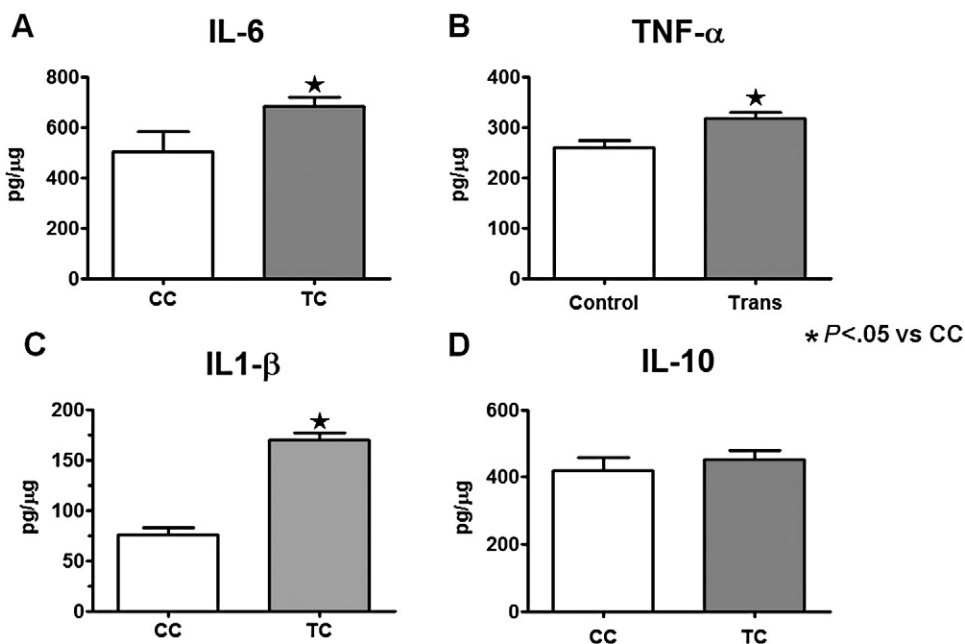 A
IL-6
pg/μg
800
600
400
200
0
CC
TC
B
TNF-α
pg/μg
400
300
200
100
0
Control
Trans
* P<.05 vs CC
C
IL1-β
pg/μg
200
150
100
50
0
CC
TC
D
IL-10
pg/μg
600
400
200
0
CC
TC